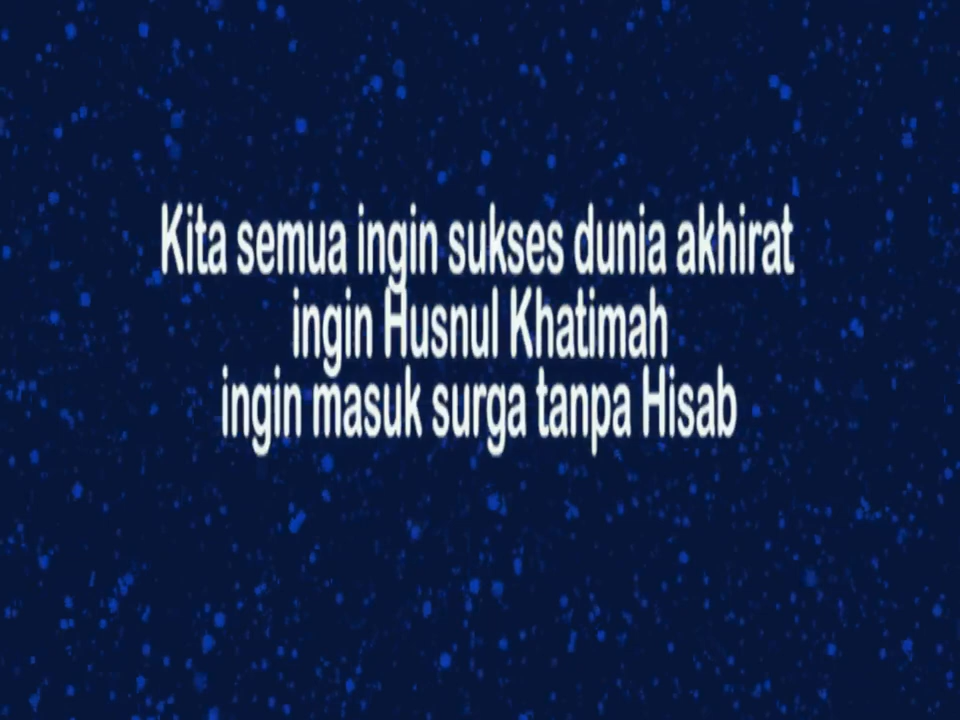 Kita semua ingin sukses dunia akhirat
ingin Husnul Khatimah
ingin masuk surga tanpa Hisab